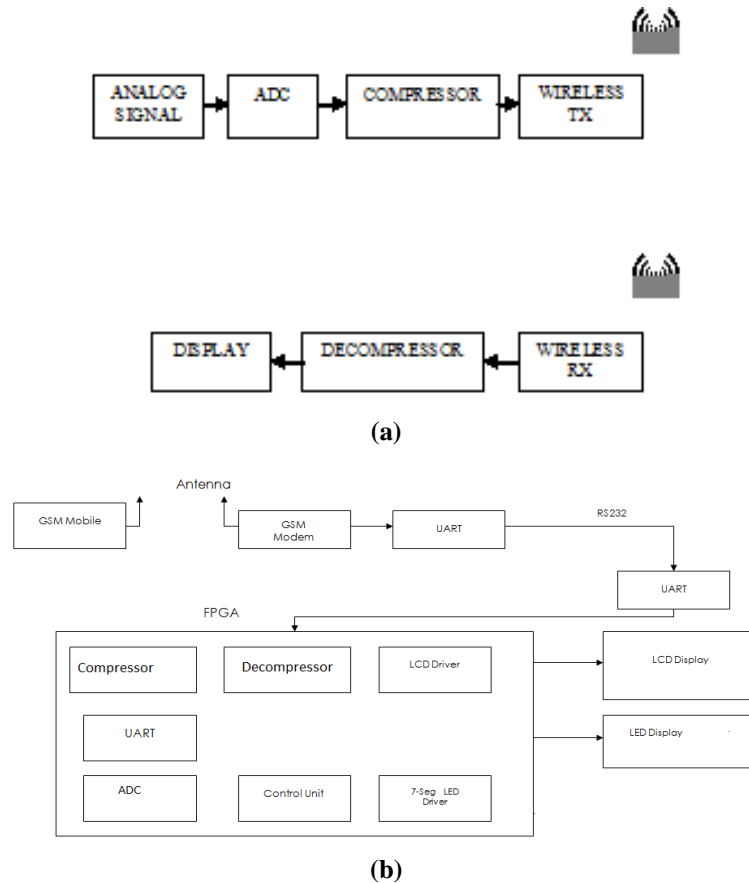 ANALOG
SIGNAL
ADC
COMPRESSOR
WIRELESS
TX
DISPLAY
DECOMPRESSOR
WIRELESS
RX
(a)
Antenna
GSM Mobile
GSM
Modem
UART
RS232
UART
FPGA
Compressor
Decompressor
LCD Driver
LCD Display
UART
LED Display
ADC
Control Unit
7-Seg LED
Driver
(b)